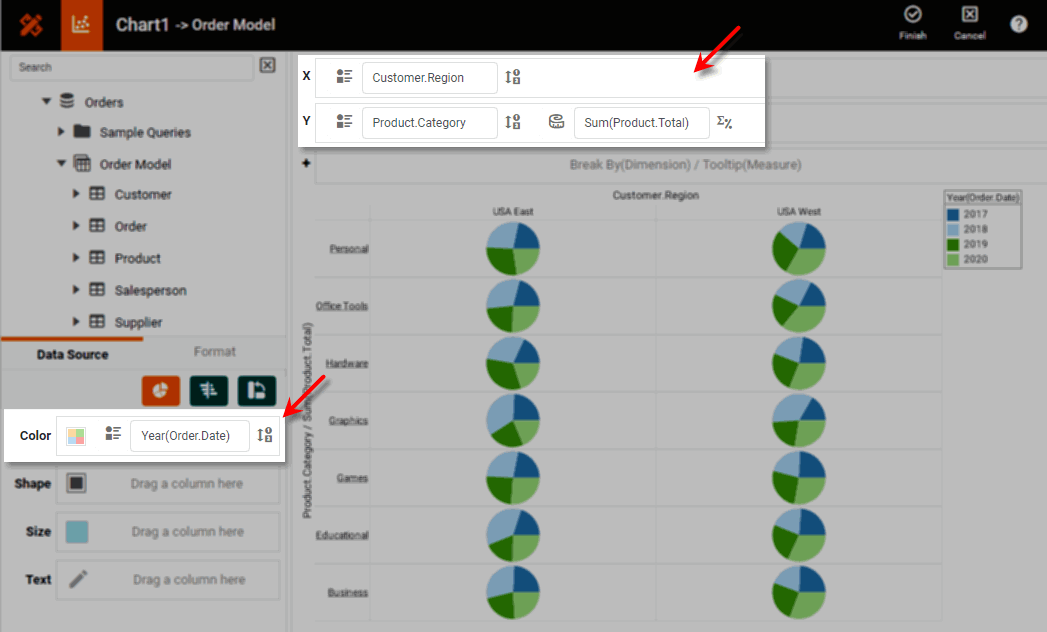 Chart1 -> Order Model
Finish
Cancel
?
Search
Orders
Sample Queries
Order Model
Customer
Order
Product
Salesperson
Supplier
Data Source
Format
Color
Year(Order.Date)
Shape
Drag a column here
Size
Drag a column here
Text
Drag a column here
X
Customer.Region
Y
Product.Category
Sum(Product.Total)
Break By(Dimension) / Tooltip(Measure)
Customer.Region
USA East
USA West
Product.Category / Sum(Product.Total)
Personal
Office Tools
Hardware
Graphics
Games
Educational
Business
Year(Order.Date)
2017
2018
2019
2020